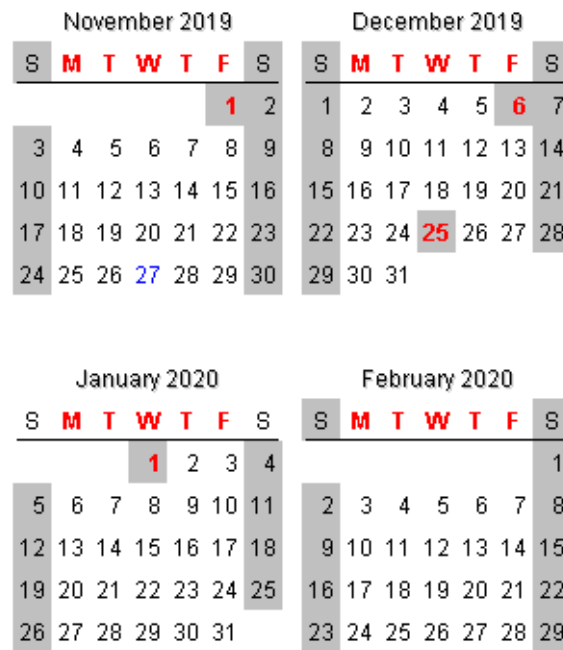 November 2019
S M T W T F S
1 2
3 4 5 6 7 8 9
10 11 12 13 14 15 16
17 18 19 20 21 22 23
24 25 26 27 28 29 30
December 2019
S M T W T F S
1 2 3 4 5 6 7
8 9 10 11 12 13 14
15 16 17 18 19 20 21
22 23 24 25 26 27 28
29 30 31
January 2020
S M T W T F S
1 2 3 4
5 6 7 8 9 10 11
12 13 14 15 16 17 18
19 20 21 22 23 24 25
26 27 28 29 30 31
February 2020
S M T W T F S
1
2 3 4 5 6 7 8
9 10 11 12 13 14 15
16 17 18 19 20 21 22
23 24 25 26 27 28 29